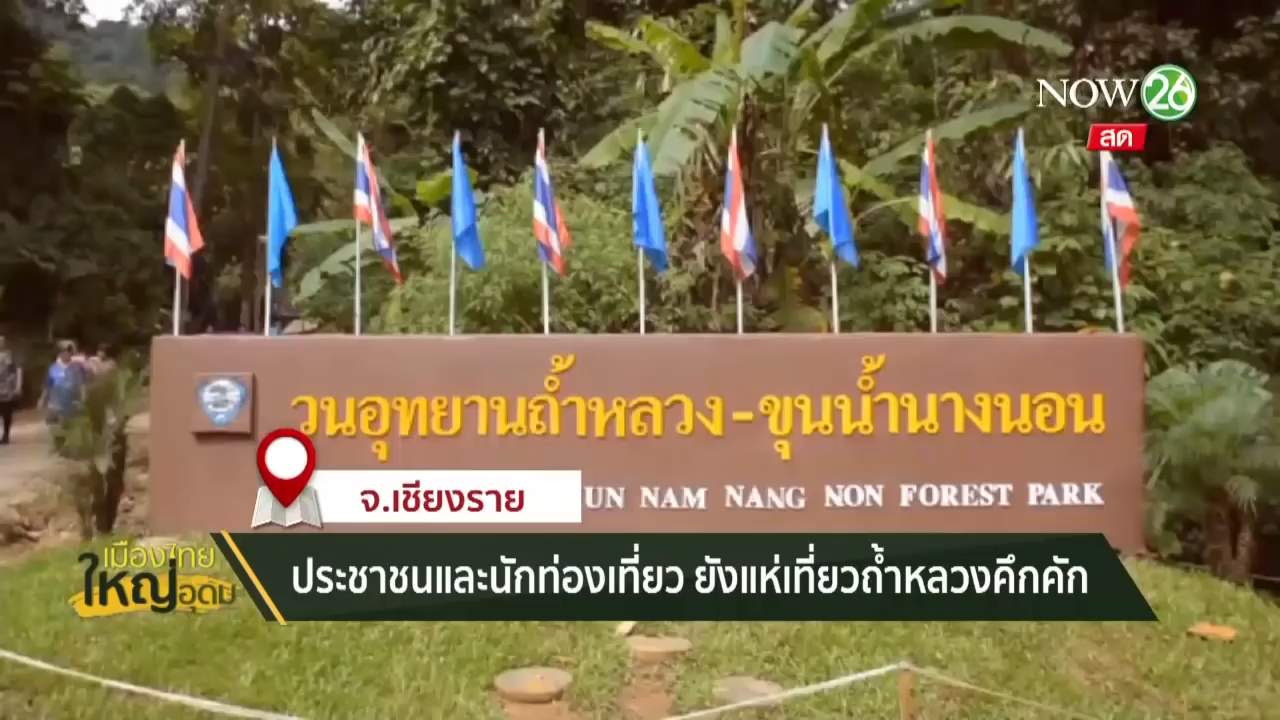 NOW 26
สด
วนอุทยานถ้ำหลวง-ขุนน้ำนางนอน
UN NAM NANG NON FOREST PARK
จ.เชียงราย
เมืองไทย
ใหญ่อุดม
ประชาชนและนักท่องเที่ยว ยังแห่เที่ยวถ้ำหลวงคึกคัก